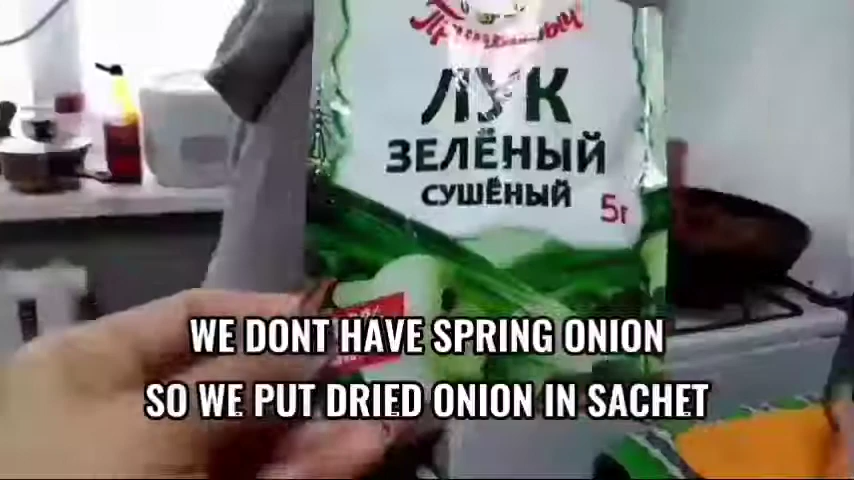 ЛУК
ЗЕЛЁНЫЙ
СУШЁНЫЙ
5г
WE DONT HAVE SPRING ONION
SO WE PUT DRIED ONION IN SACHET